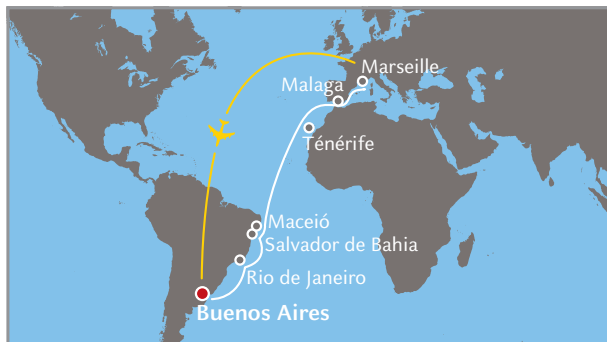 Marseille
Malaga
Ténérife
Maceió
Salvador de Bahia
Rio de Janeiro
Buenos Aires